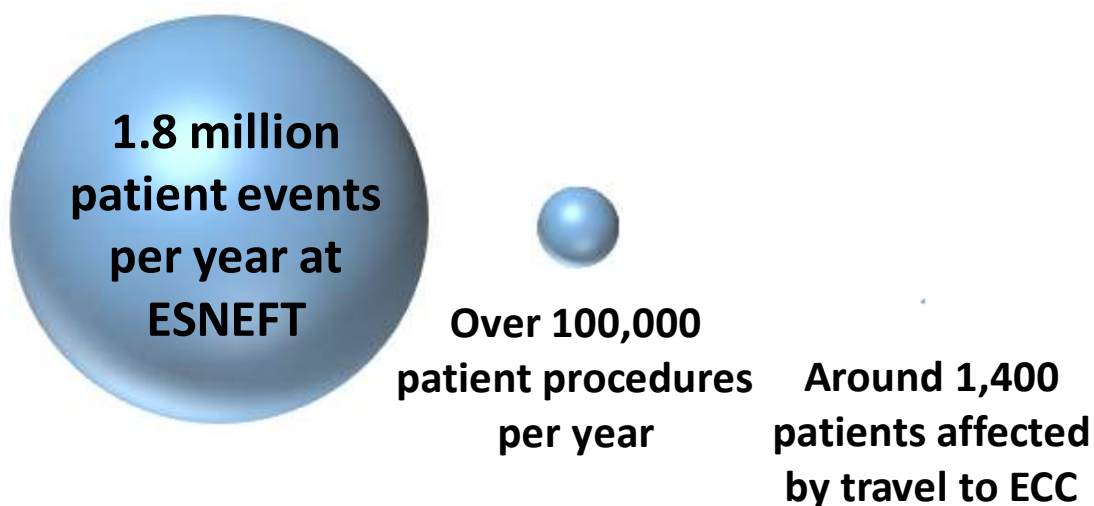 1.8 million
patient events
per year at
ESNEFT
Over 100,000
patient procedures
per year
Around 1,400
patients affected
by travel to ECC